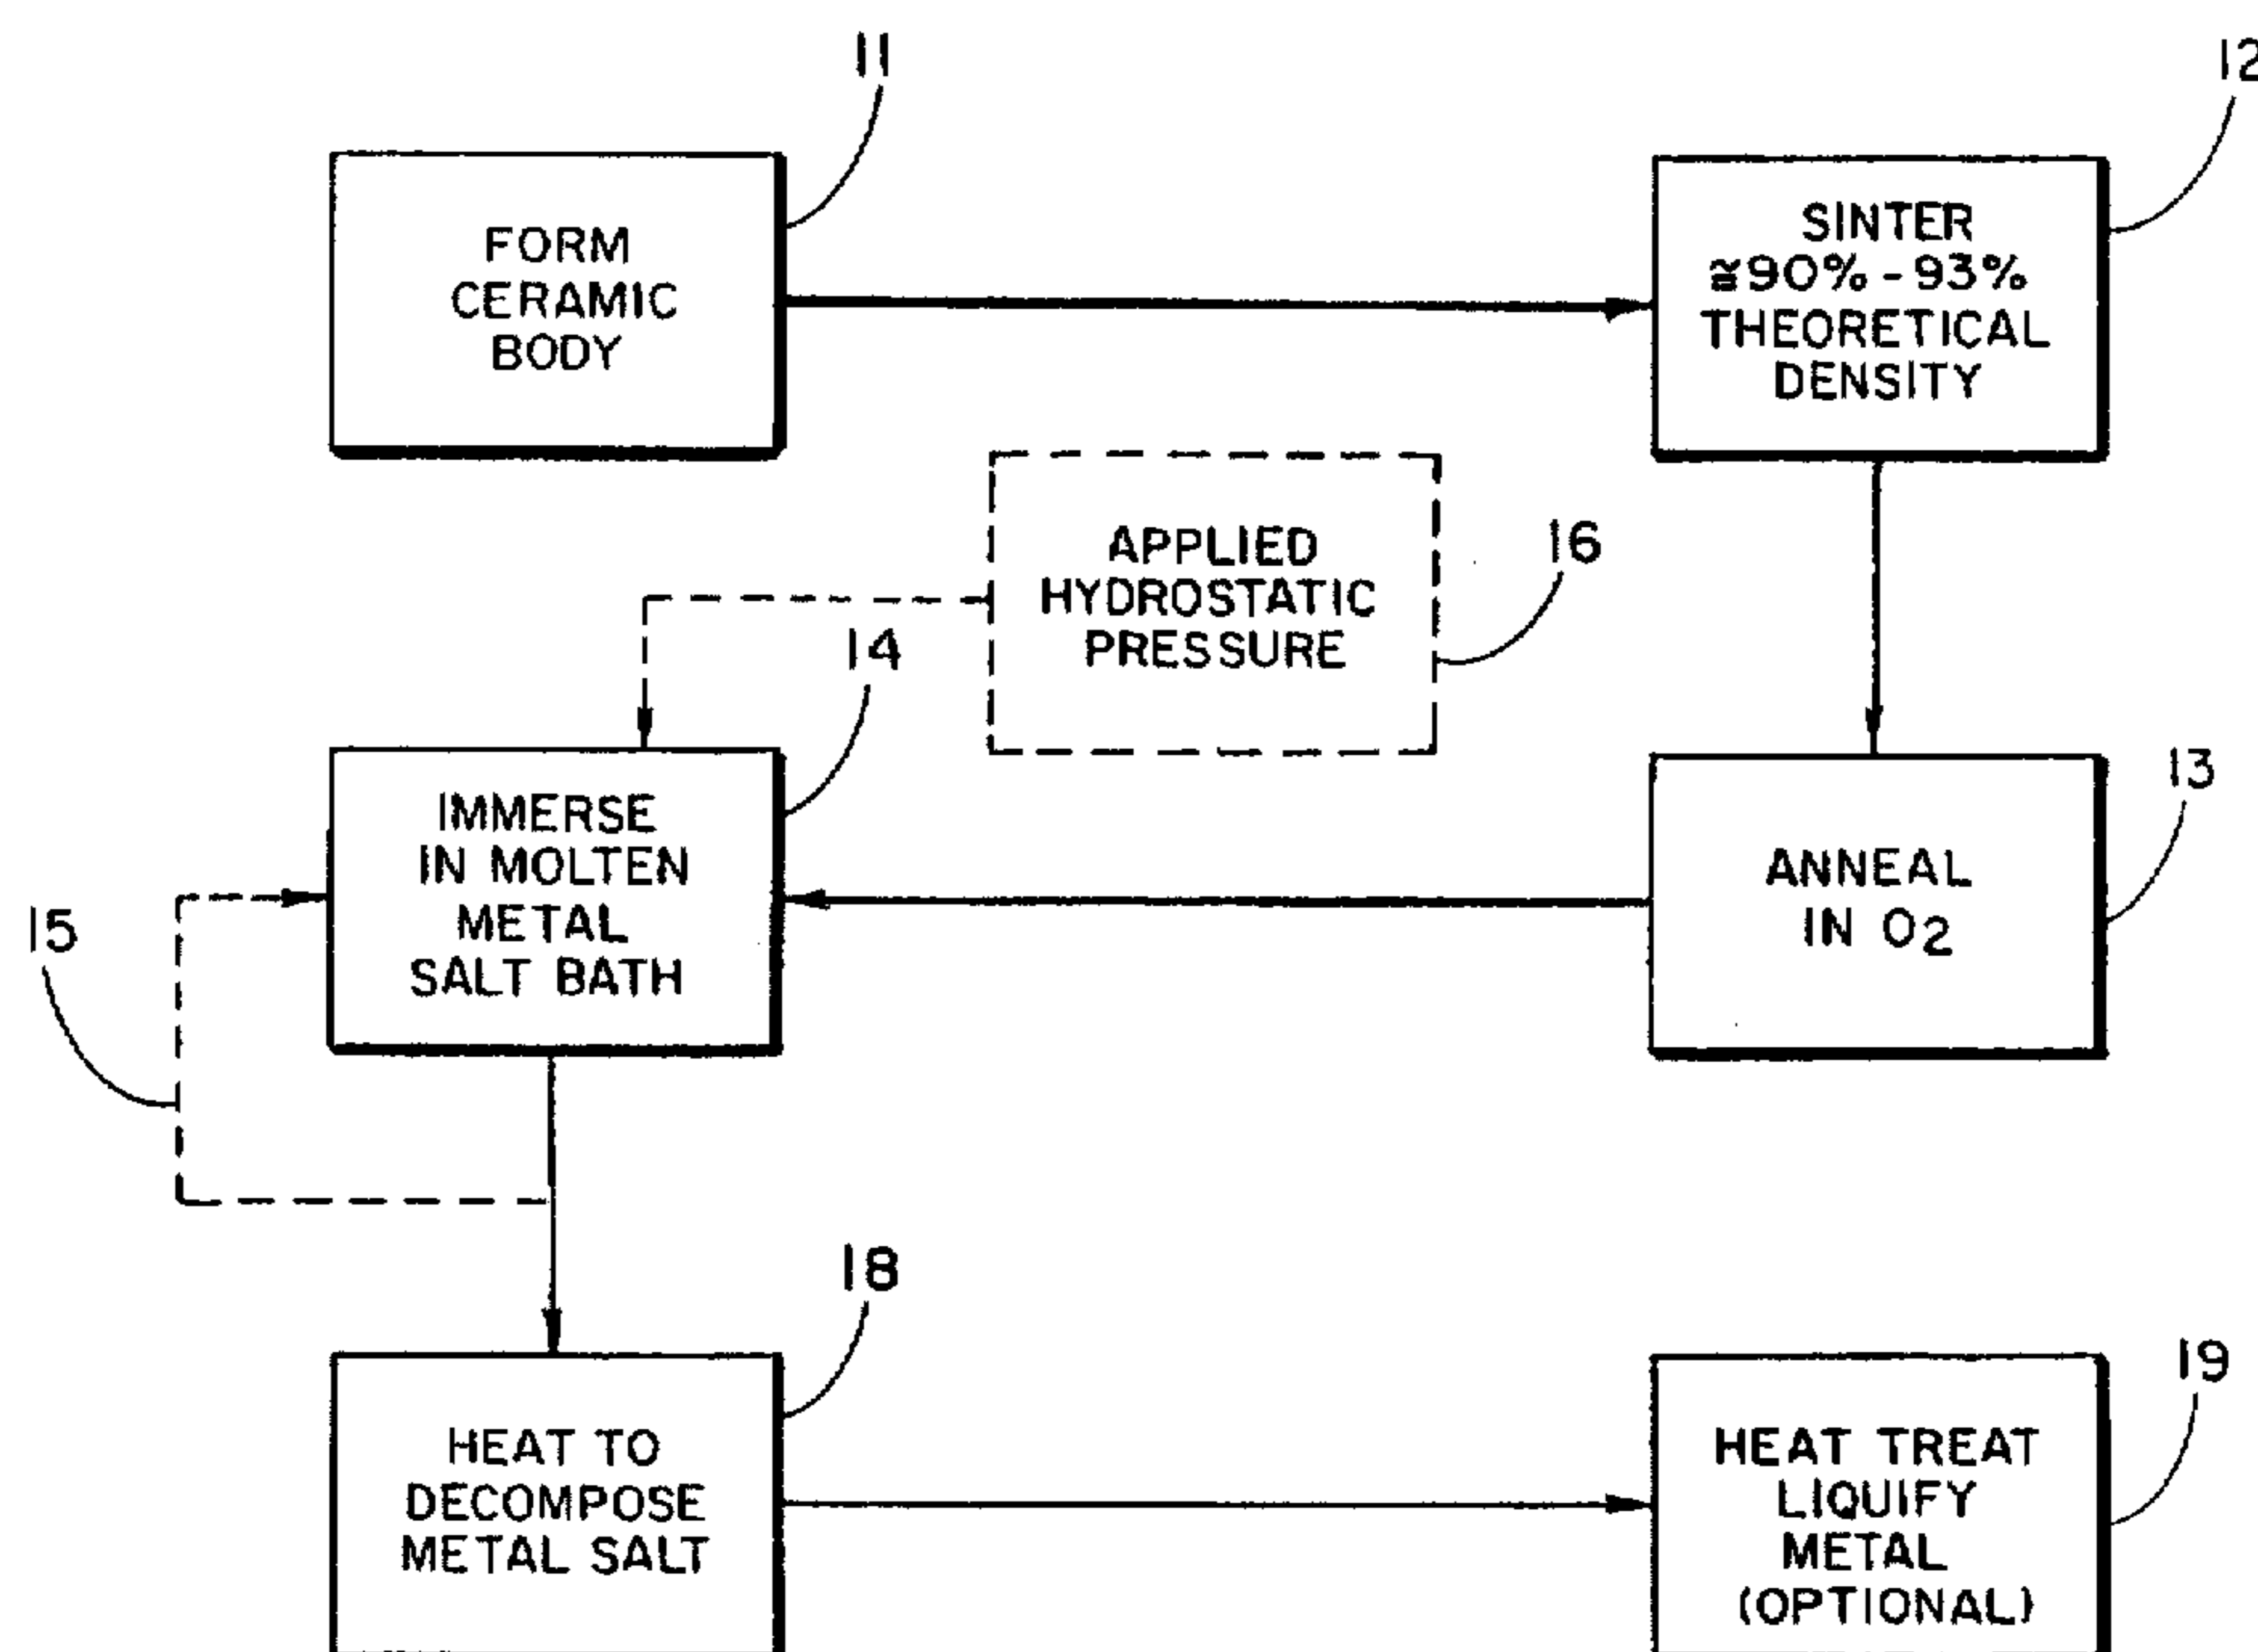 11
12
FORM
CERAMIC
BODY
SINTER
≅90%-93%
THEORETICAL
DENSITY
APPLIED
HYDROSTATIC
PRESSURE
16
14
IMMERSE
IN MOLTEN
METAL
SALT BATH
13
ANNEAL
IN O2
15
18
19
HEAT TO
DECOMPOSE
METAL SALT
HEAT TREAT
LIQUIFY
METAL
(OPTIONAL)